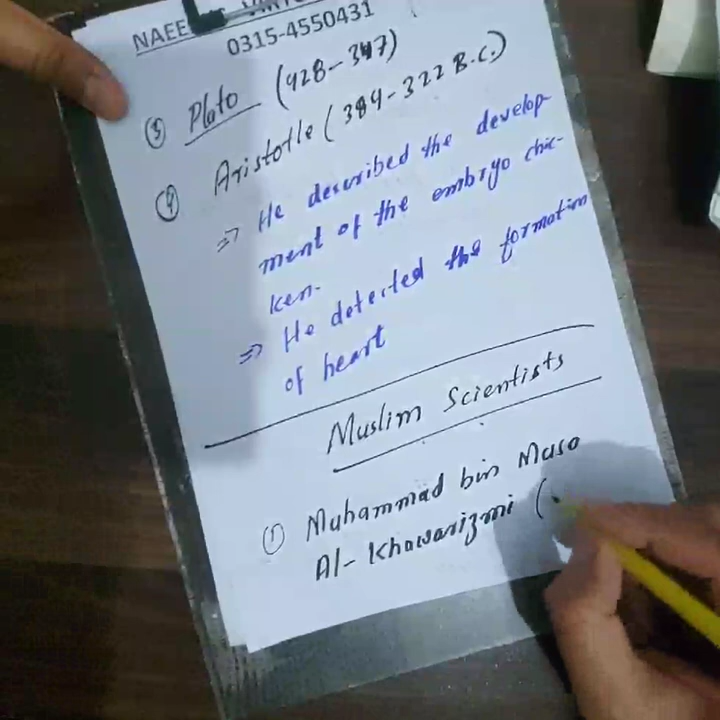 NAEE
0315-4550431
③ Plato (428-347)
④ Aristotle (384-322 B.C.)
⇒ He described the develop-
ment of the embryo chic-
ken.
⇒ He detected the formation
of heart
Muslim Scientists
① Muhammad bin Musa
Al-Khawarizmi (